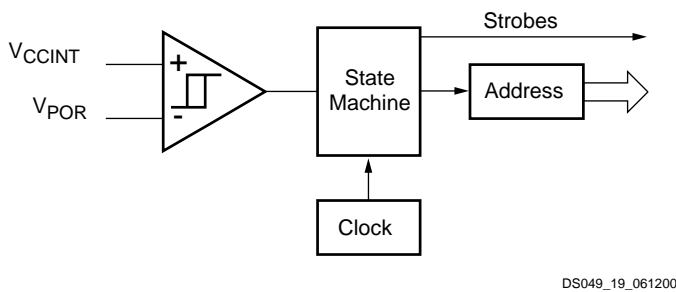 Strobes
VCCINT
+
State
Machine
Address
VPOR
-
Clock
DS049_19_061200